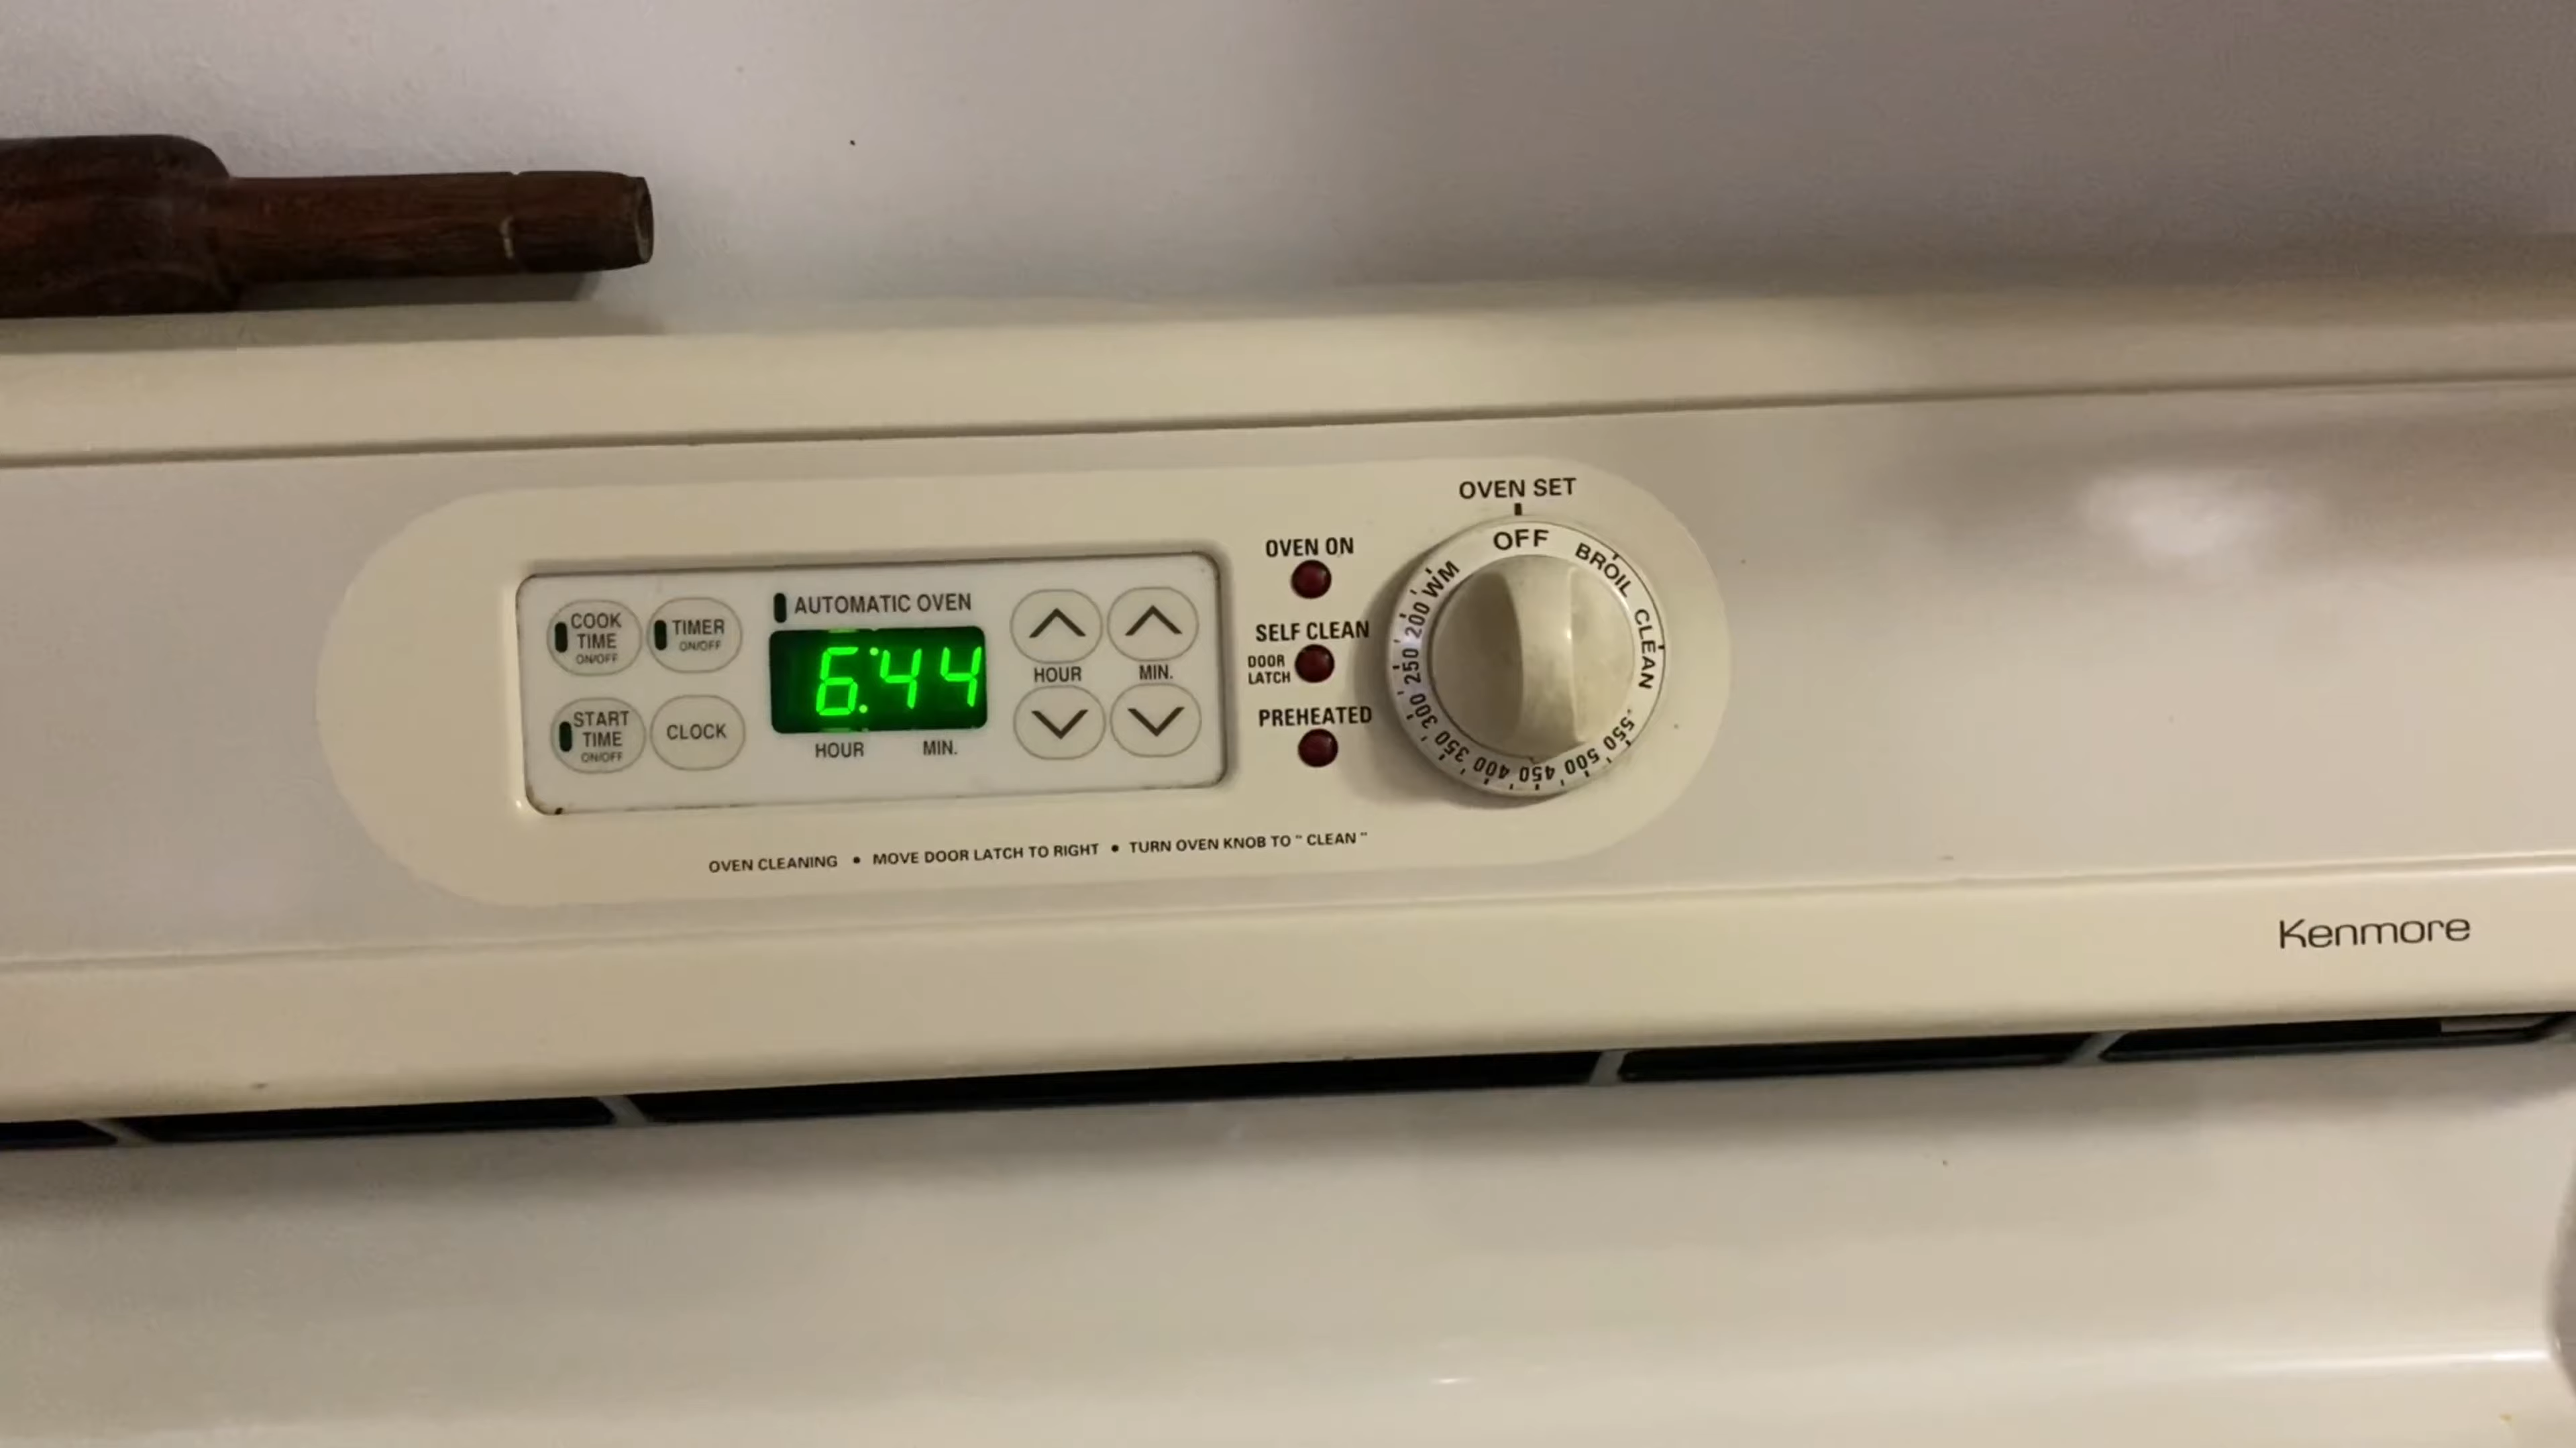 OVEN SET
OFF
BROIL
CLEAN
550
500
450
400
350
300
250
200
WM
OVEN ON
SELF CLEAN
DOOR
LATCH
PREHEATED
AUTOMATIC OVEN
COOK
TIME
ON/OFF
TIMER
ON/OFF
START
TIME
ON/OFF
CLOCK
6:44
HOUR
MIN.
HOUR
MIN.
OVEN CLEANING • MOVE DOOR LATCH TO RIGHT • TURN OVEN KNOB TO " CLEAN "
Kenmore